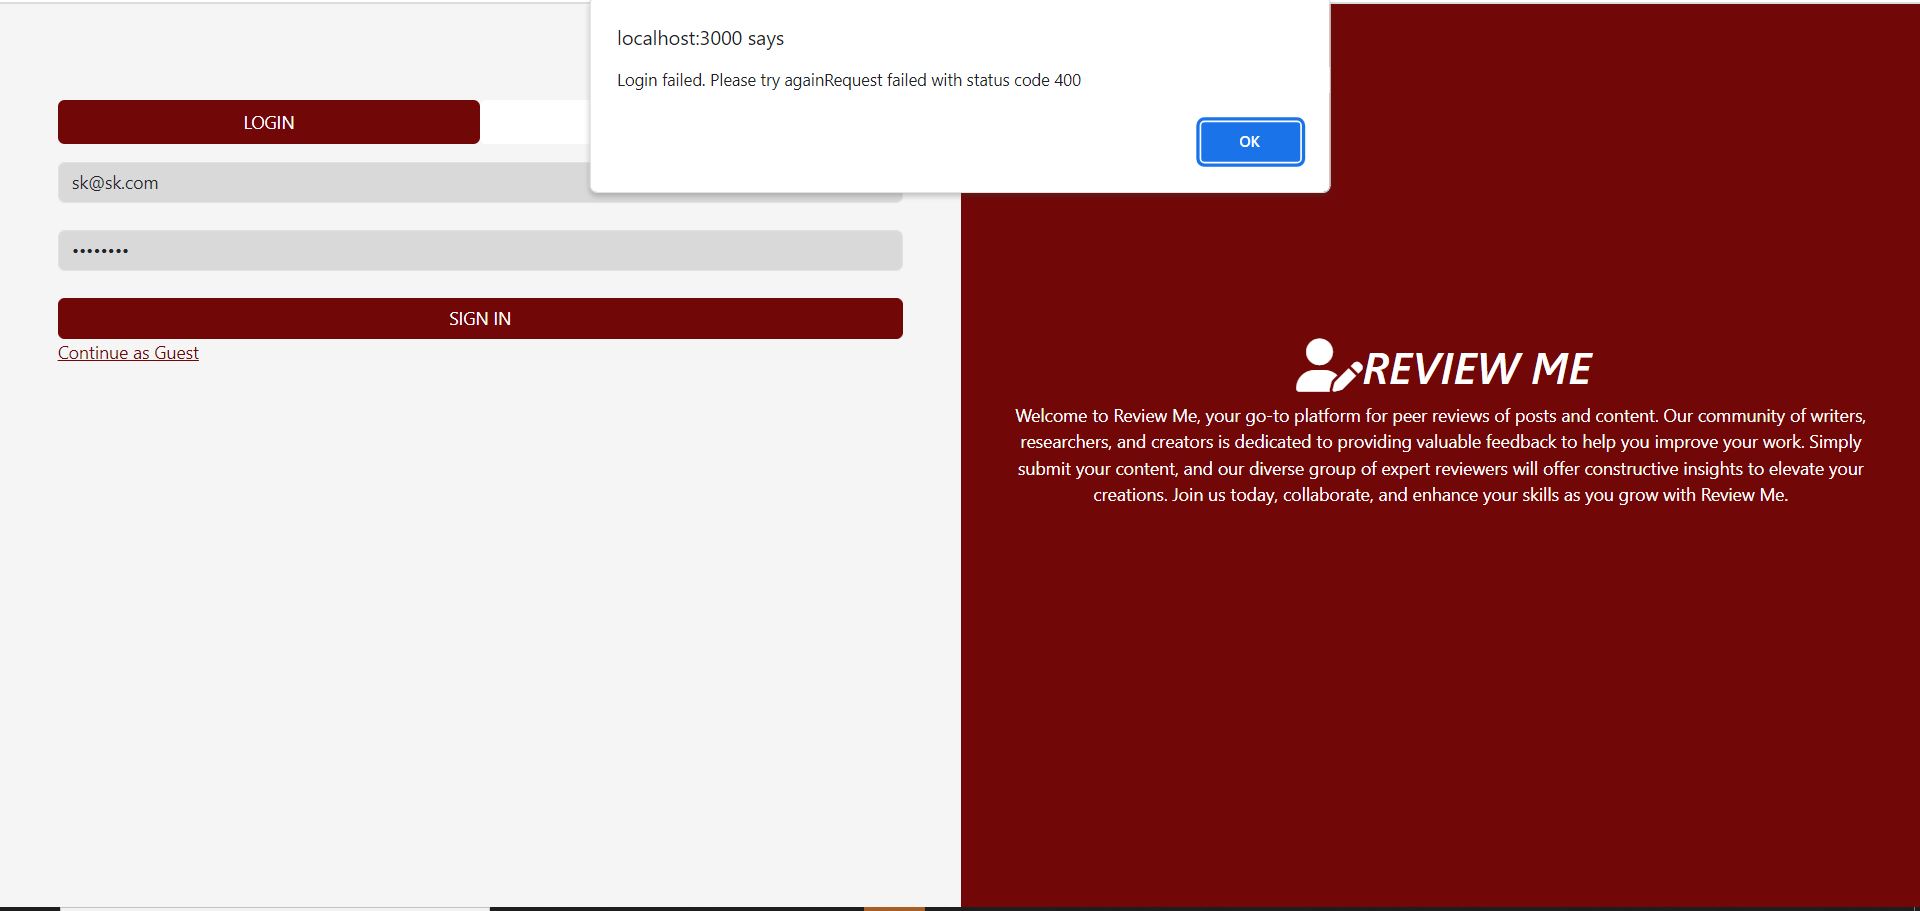 localhost:3000 says
Login failed. Please try againRequest failed with status code 400
OK
LOGIN
sk@sk.com
••••••••
SIGN IN
Continue as Guest
REVIEW ME
Welcome to Review Me, your go-to platform for peer reviews of posts and content. Our community of writers,
researchers, and creators is dedicated to providing valuable feedback to help you improve your work. Simply
submit your content, and our diverse group of expert reviewers will offer constructive insights to elevate your
creations. Join us today, collaborate, and enhance your skills as you grow with Review Me.